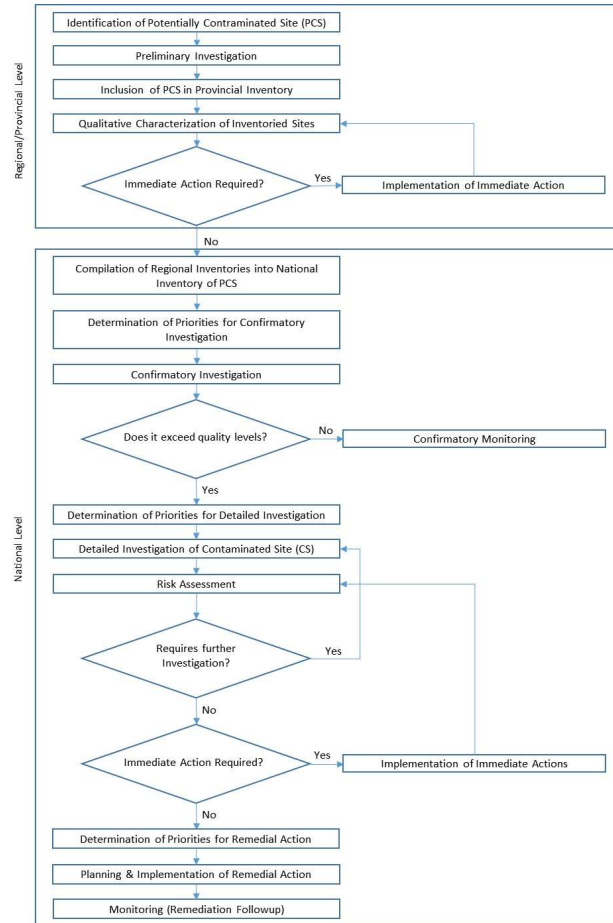 Regional/Provincial Level
Identification of Potentially Contaminated Site (PCS)
Preliminary Investigation
Inclusion of PCS in Provincial Inventory
Qualitative Characterization of Inventoried Sites
Immediate Action Required?
Yes
Implementation of Immediate Action
No
National Level
Compilation of Regional Inventories into National
Inventory of PCS
Determination of Priorities for Confirmatory
Investigation
Confirmatory Investigation
Does it exceed quality levels?
No
Confirmatory Monitoring
Yes
Determination of Priorities for Detailed Investigation
Detailed Investigation of Contaminated Site (CS)
Risk Assessment
Requires further
Investigation?
Yes
No
Immediate Action Required?
Yes
Implementation of Immediate Actions
No
Determination of Priorities for Remedial Action
Planning & Implementation of Remedial Action
Monitoring (Remediation Followup)